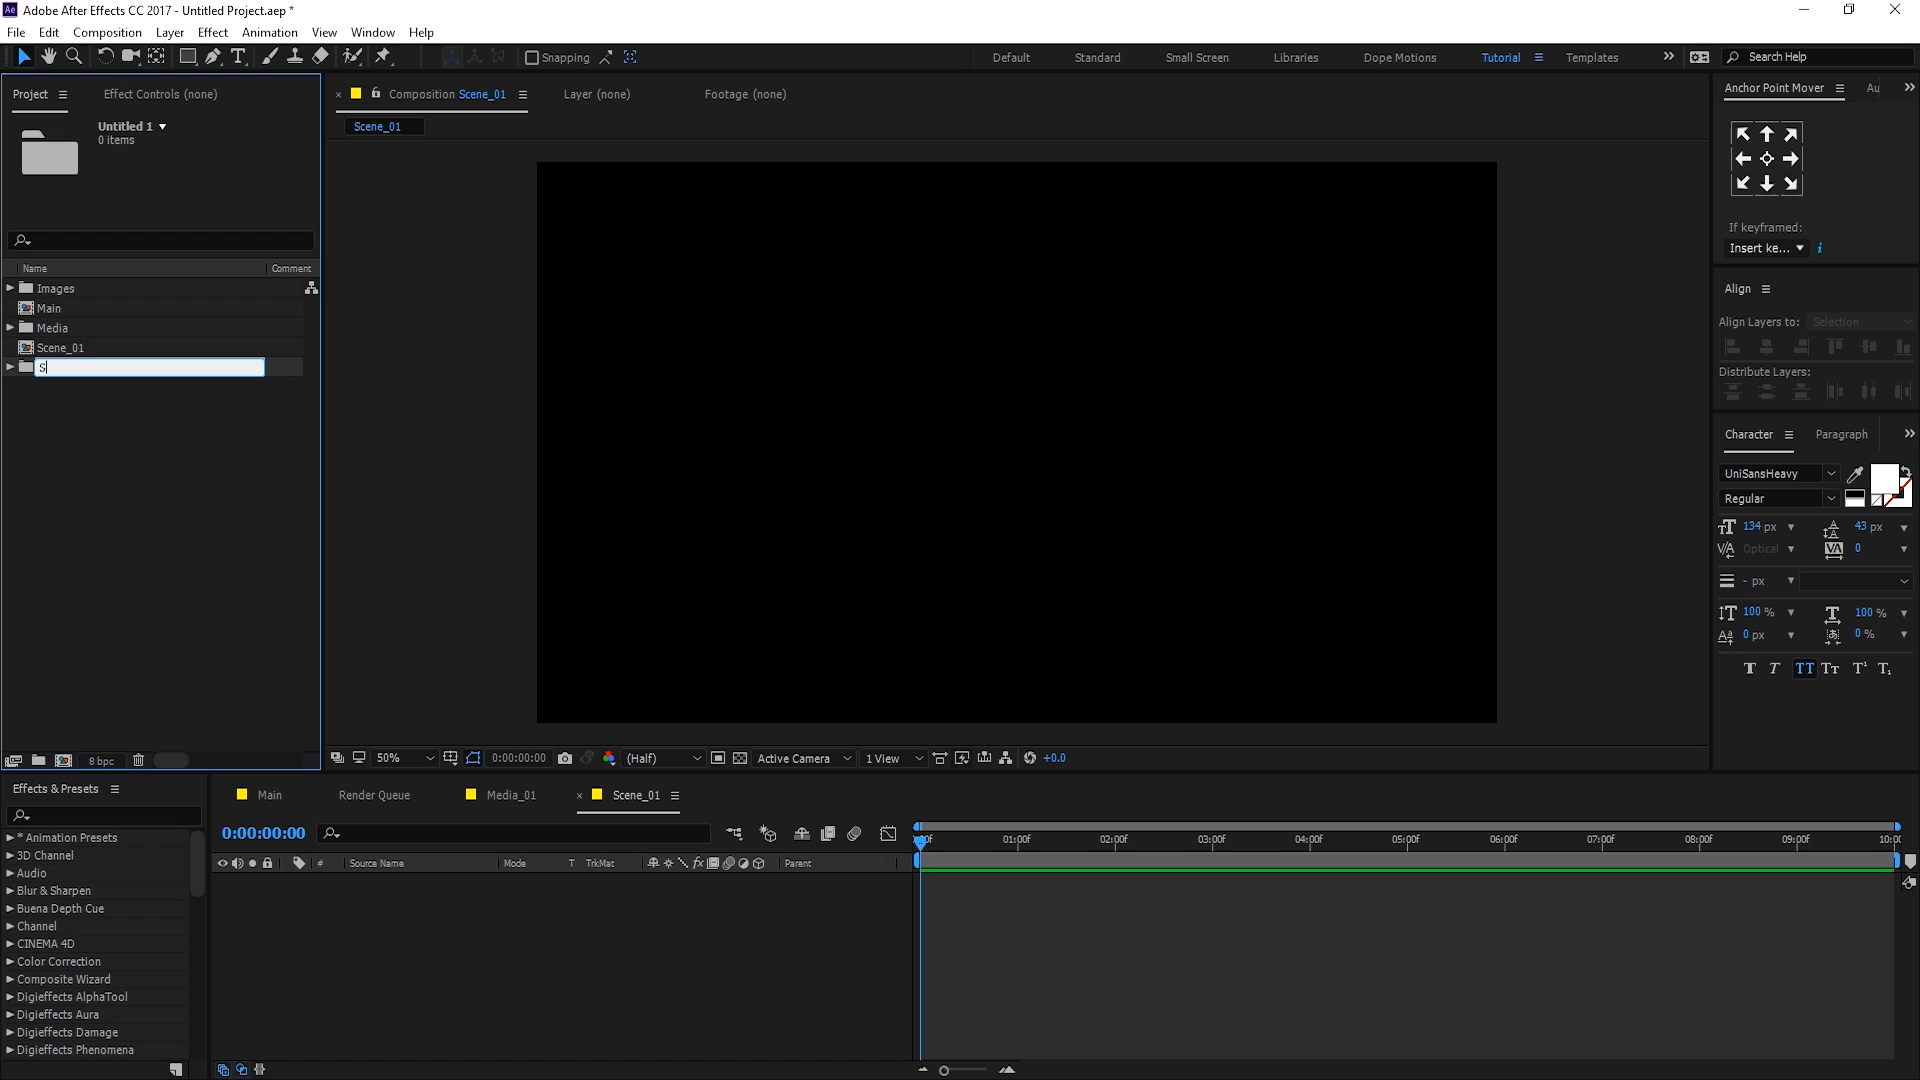 Ae Adobe After Effects CC 2017 - Untitled Project.aep *
File Edit Composition Layer Effect Animation View Window Help
Snapping Default Standard Small Screen Libraries Dope Motions Tutorial Templates Search Help
Project Effect Controls (none)
Untitled 1
0 items
Name Comment
Images
Main
Media
Scene_01
S
8 bpc
Composition Scene_01 Layer (none) Footage (none)
Scene_01
50% 0:00:00:00 (Half) Active Camera 1 View +0.0
Anchor Point Mover Au
If keyframed:
Insert ke... i
Align
Align Layers to: Selection
Distribute Layers:
Character Paragraph
UniSansHeavy
Regular
134 px 43 px
Optical 0
- px
100 % 100 %
0 px 0 %
T T TT Tт T¹ T₁
Effects & Presets
* Animation Presets
3D Channel
Audio
Blur & Sharpen
Buena Depth Cue
Channel
CINEMA 4D
Color Correction
Composite Wizard
Digieffects AlphaTool
Digieffects Aura
Digieffects Damage
Digieffects Phenomena
Main Render Queue Media_01 Scene_01
0:00:00:00
# Source Name Mode T TrkMat fx Parent
01:00f 02:00f 03:00f 04:00f 05:00f 06:00f 07:00f 08:00f 09:00f